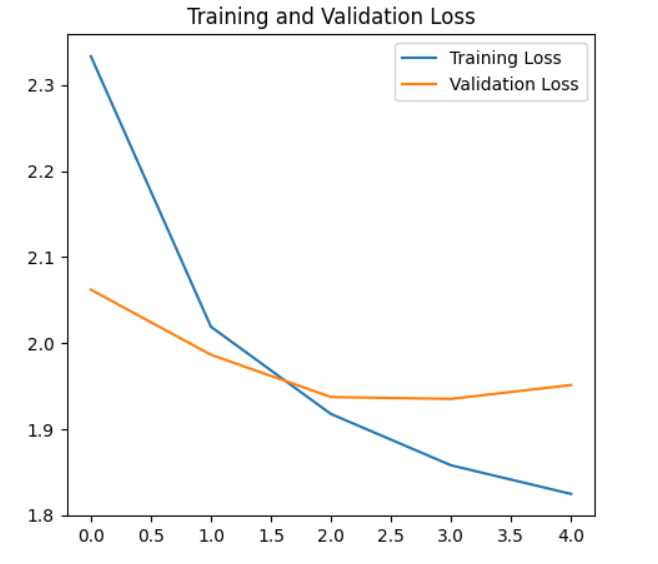 Training and Validation Loss
Training Loss
Validation Loss
2.3
2.2
2.1
2.0
1.9
1.8
0.0 0.5 1.0 1.5 2.0 2.5 3.0 3.5 4.0